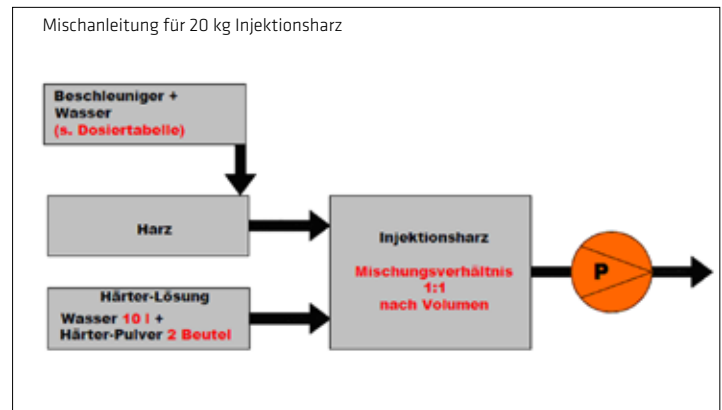 Mischanleitung für 20 kg Injektionsharz
Beschleuniger +
Wasser
(s. Dosiertabelle)
Harz
Härter-Lösung
Wasser 10 l +
Härter-Pulver 2 Beutel
Injektionsharz
Mischungsverhältnis
1:1
nach Volumen
P